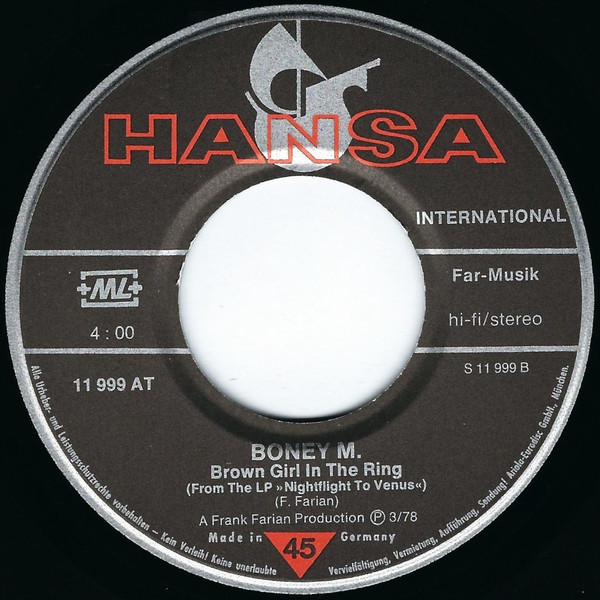 HANSA
INTERNATIONAL
+ML+
Far-Musik
4 : 00
hi-fi/stereo
11 999 AT
S 11 999 B
BONEY M.
Brown Girl In The Ring
(From The LP »Nightflight To Venus«)
(F. Farian)
A Frank Farian Production Ⓟ 3/78
Made in Germany
45
Alle Urheber- und Leistungsschutzrechte vorbehalten – Kein Verleih! Keine unerlaubte Vervielfältigung, Vermietung, Aufführung, Sendung! Ariola-Eurodisc GmbH., München.